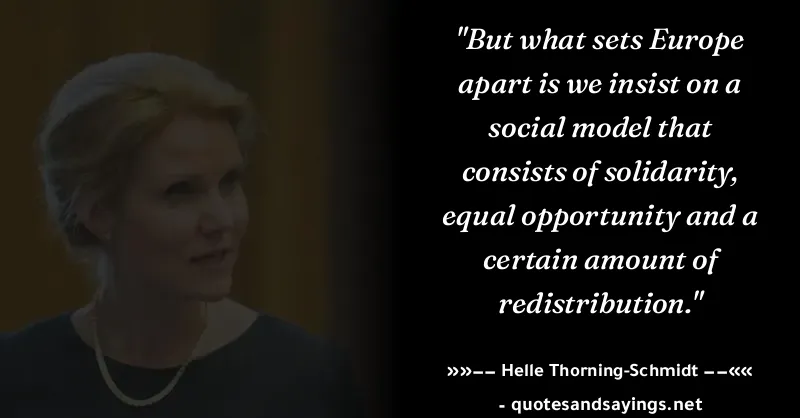 "But what sets Europe
apart is we insist on a
social model that
consists of solidarity,
equal opportunity and a
certain amount of
redistribution."
»»−− Helle Thorning-Schmidt −−««
- quotesandsayings.net